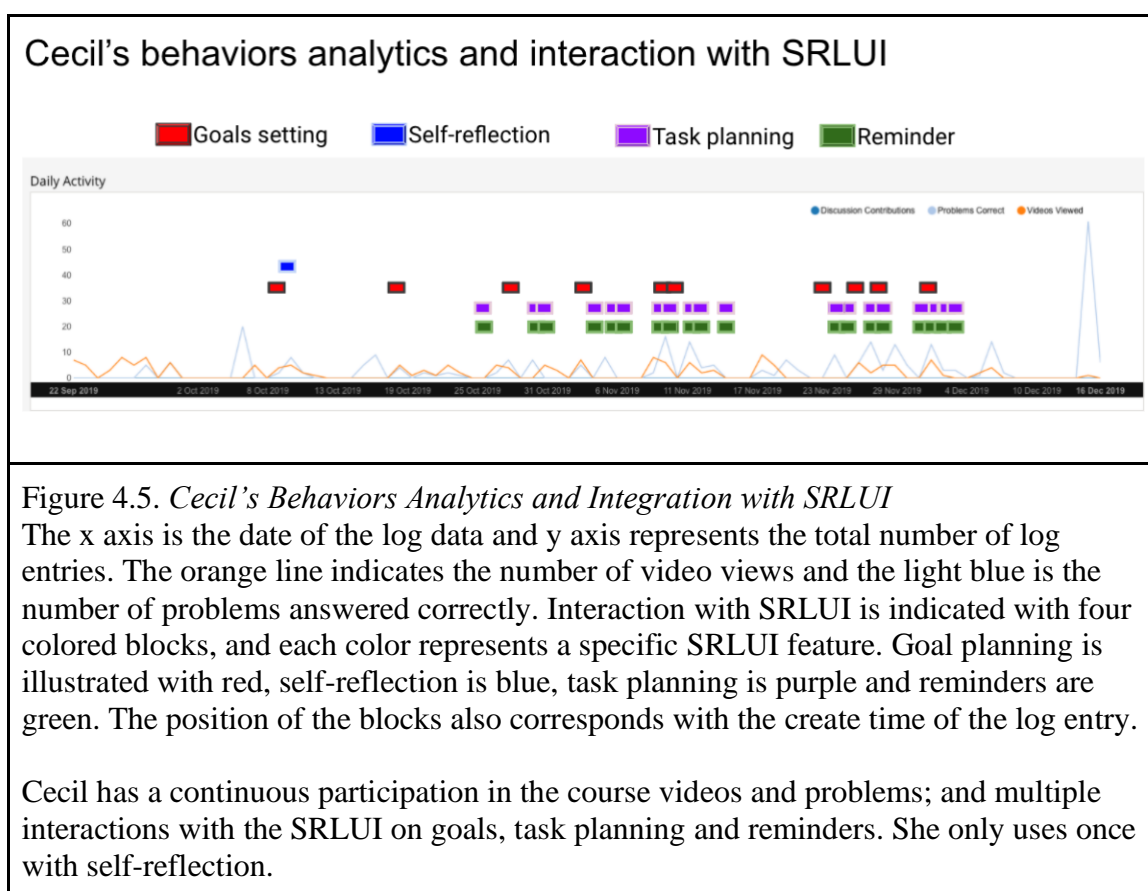 Cecil’s behaviors analytics and interaction with SRLUI
Goals setting Self-reflection Task planning Reminder
Daily Activity
Discussion Contributions Problems Correct Videos Viewed
60
50
40
30
20
10
0
22 Sep 2019 2 Oct 2019 8 Oct 2019 13 Oct 2019 19 Oct 2019 25 Oct 2019 31 Oct 2019 6 Nov 2019 11 Nov 2019 17 Nov 2019 23 Nov 2019 29 Nov 2019 4 Dec 2019 10 Dec 2019 16 Dec 2019
Figure 4.5. Cecil’s Behaviors Analytics and Integration with SRLUI
The x axis is the date of the log data and y axis represents the total number of log
entries. The orange line indicates the number of video views and the light blue is the
number of problems answered correctly. Interaction with SRLUI is indicated with four
colored blocks, and each color represents a specific SRLUI feature. Goal planning is
illustrated with red, self-reflection is blue, task planning is purple and reminders are
green. The position of the blocks also corresponds with the create time of the log entry.
Cecil has a continuous participation in the course videos and problems; and multiple
interactions with the SRLUI on goals, task planning and reminders. She only uses once
with self-reflection.